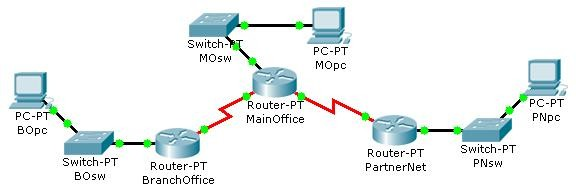 Switch-PT
MOsw
PC-PT
MOpc
Router-PT
MainOffice
PC-PT
BOpc
Switch-PT
BOsw
Router-PT
BranchOffice
Router-PT
PartnerNet
Switch-PT
PNsw
PC-PT
PNpc